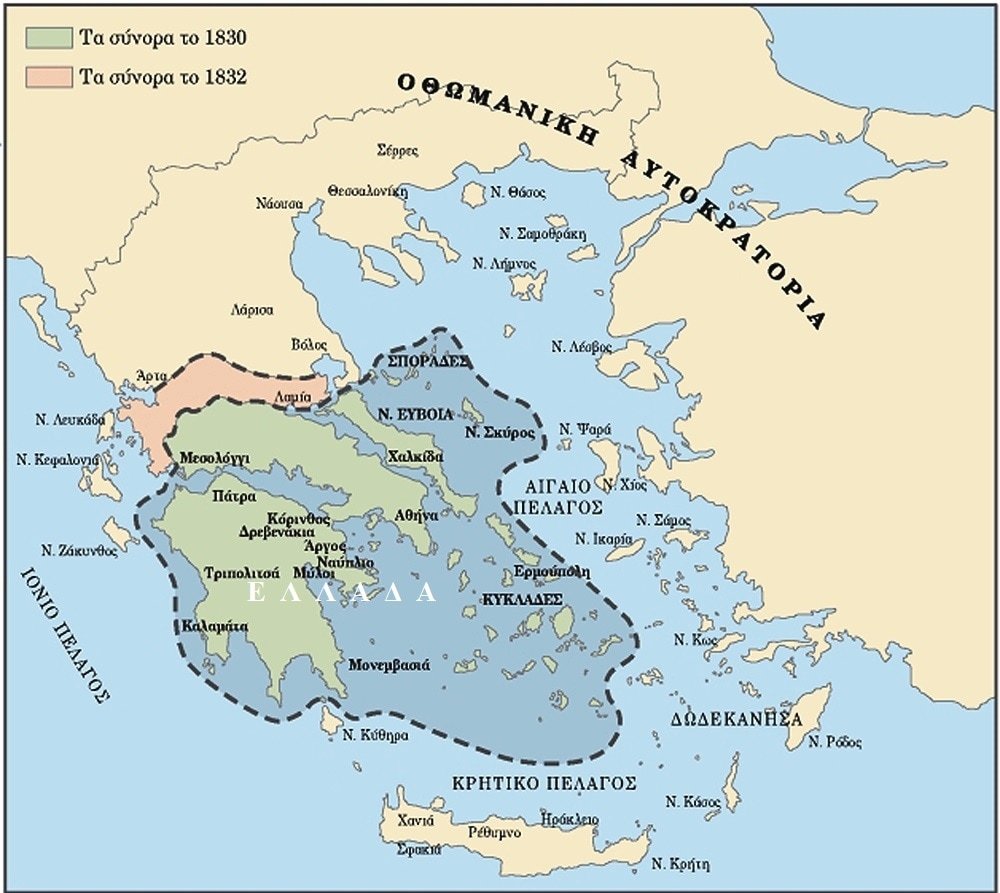 Τα σύνορα το 1830
Τα σύνορα το 1832
ΟΘΩΜΑΝΙΚΗ ΑΥΤΟΚΡΑΤΟΡΙΑ
Σέρρες
Θεσσαλονίκη
Νάουσα
Ν. Θάσος
Ν. Σαμοθράκη
Ν. Λήμνος
Λάρισα
Βόλος
Ν. Λέσβος
ΣΠΟΡΑΔΕΣ
Άρτα
Λαμία
Ν. Λευκάδα
Ν. ΕΥΒΟΙΑ
Ν. Σκύρος
Ν. Ψαρά
Ν. Κεφαλονιά
Μεσολόγγι
Χαλκίδα
ΑΙΓΑΙΟ
ΠΕΛΑΓΟΣ
Ν. Χίος
Πάτρα
Κόρινθος
Αθήνα
Δρεβενάκια
Ν. Σάμος
Ν. Ικαρία
Άργος
Ν. Ζάκυνθος
Ναύπλιο
Τριπολιτσά
Μύλοι
Ερμούπολη
ΕΛΛΑΔΑ
ΚΥΚΛΑΔΕΣ
ΙΟΝΙΟ ΠΕΛΑΓΟΣ
Καλαμάτα
Ν. Κως
Μονεμβασιά
ΔΩΔΕΚΑΝΗΣΑ
Ν. Κύθηρα
Ν. Ρόδος
ΚΡΗΤΙΚΟ ΠΕΛΑΓΟΣ
Ν. Κάσος
Χανιά
Ρέθυμνο
Ηράκλειο
Σφακιά
Ν. Κρήτη